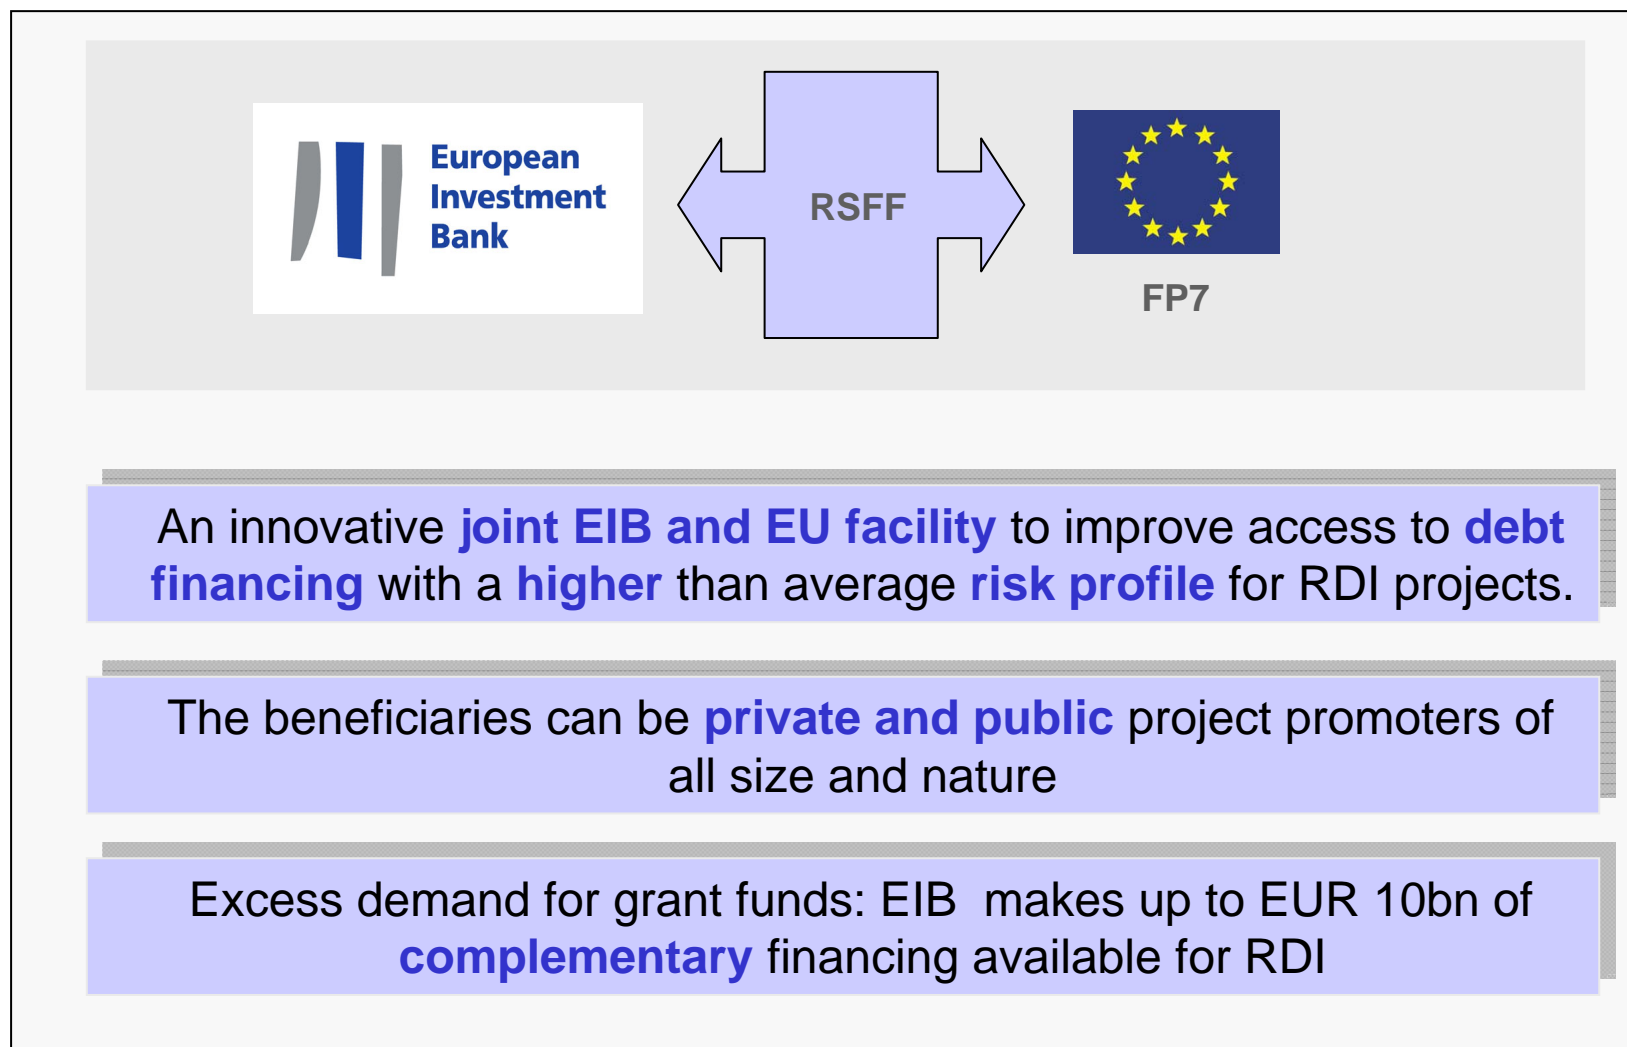 European
Investment
Bank
RSFF
FP7
An innovative joint EIB and EU facility to improve access to debt
financing with a higher than average risk profile for RDI projects.
The beneficiaries can be private and public project promoters of
all size and nature
Excess demand for grant funds: EIB makes up to EUR 10bn of
complementary financing available for RDI